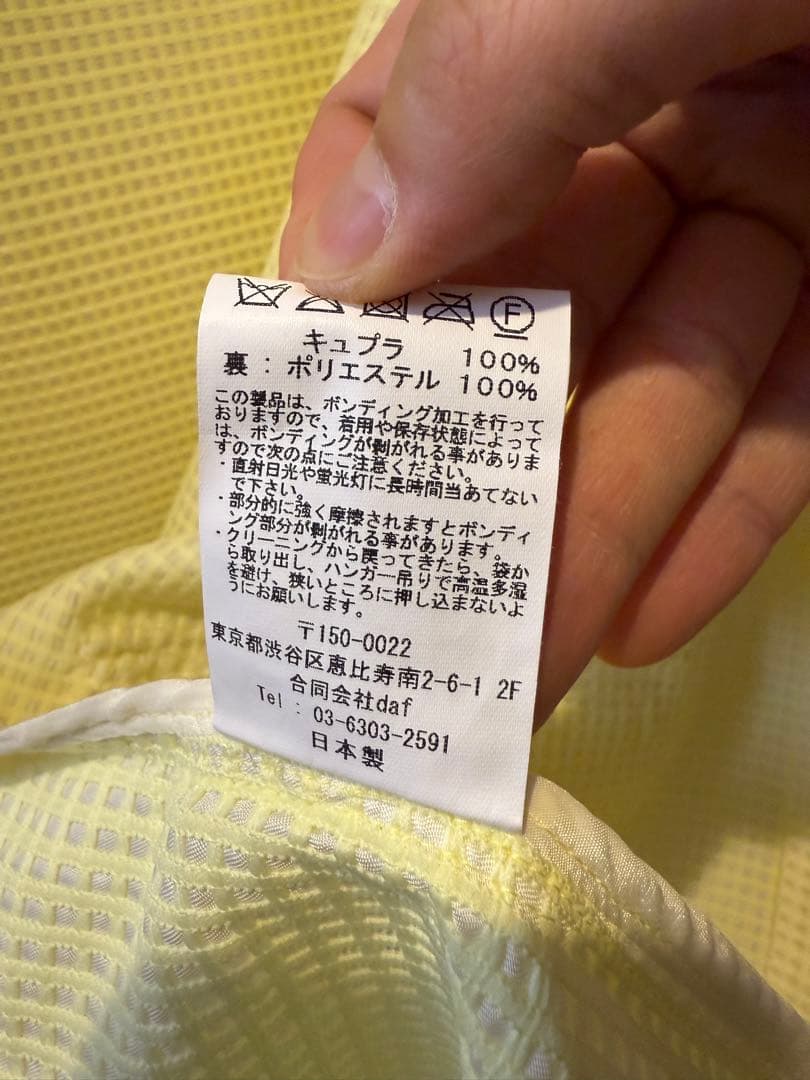 F
キュプラ 100%
裏 : ポリエステル 100%
この製品は、ボンディング加工を行って
おりますので、着用や保存状態によって
は、ボンディングが剥がれる事がありま
すので次の点にご注意ください。
・直射日光や蛍光灯に長時間当あてない
で下さい。
・部分的に強く摩擦されますとボンディ
ング部分が剥がれる事があります。
・クリーニングから戻ってきたら、袋か
ら取り出し、ハンガー吊りで高温多湿
を避け、狭いところに押し込まないよ
うにお願いします。
〒150-0022
東京都渋谷区恵比寿南2-6-1 2F
合同会社daf
Tel : 03-6303-2591
日本製